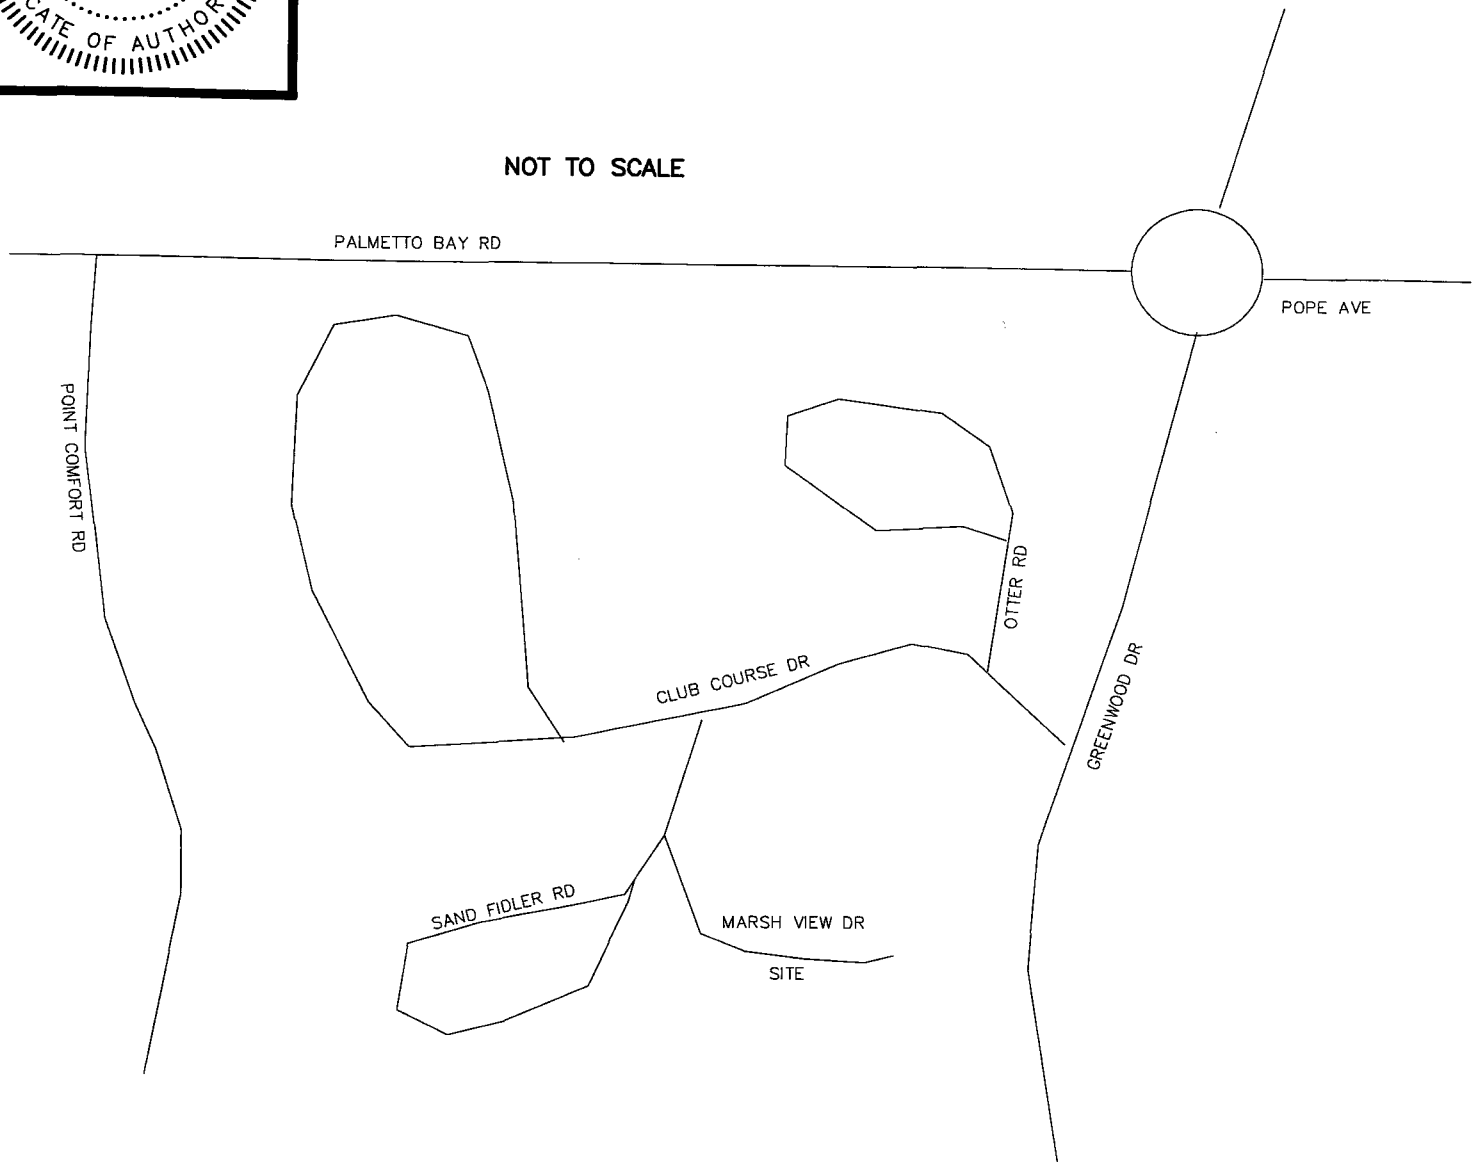 CATE OF AUTHOR
NOT TO SCALE
PALMETTO BAY RD
POPE AVE
POINT COMFORT RD
OTTER RD
CLUB COURSE DR
GREENWOOD DR
SAND FIDLER RD
MARSH VIEW DR
SITE